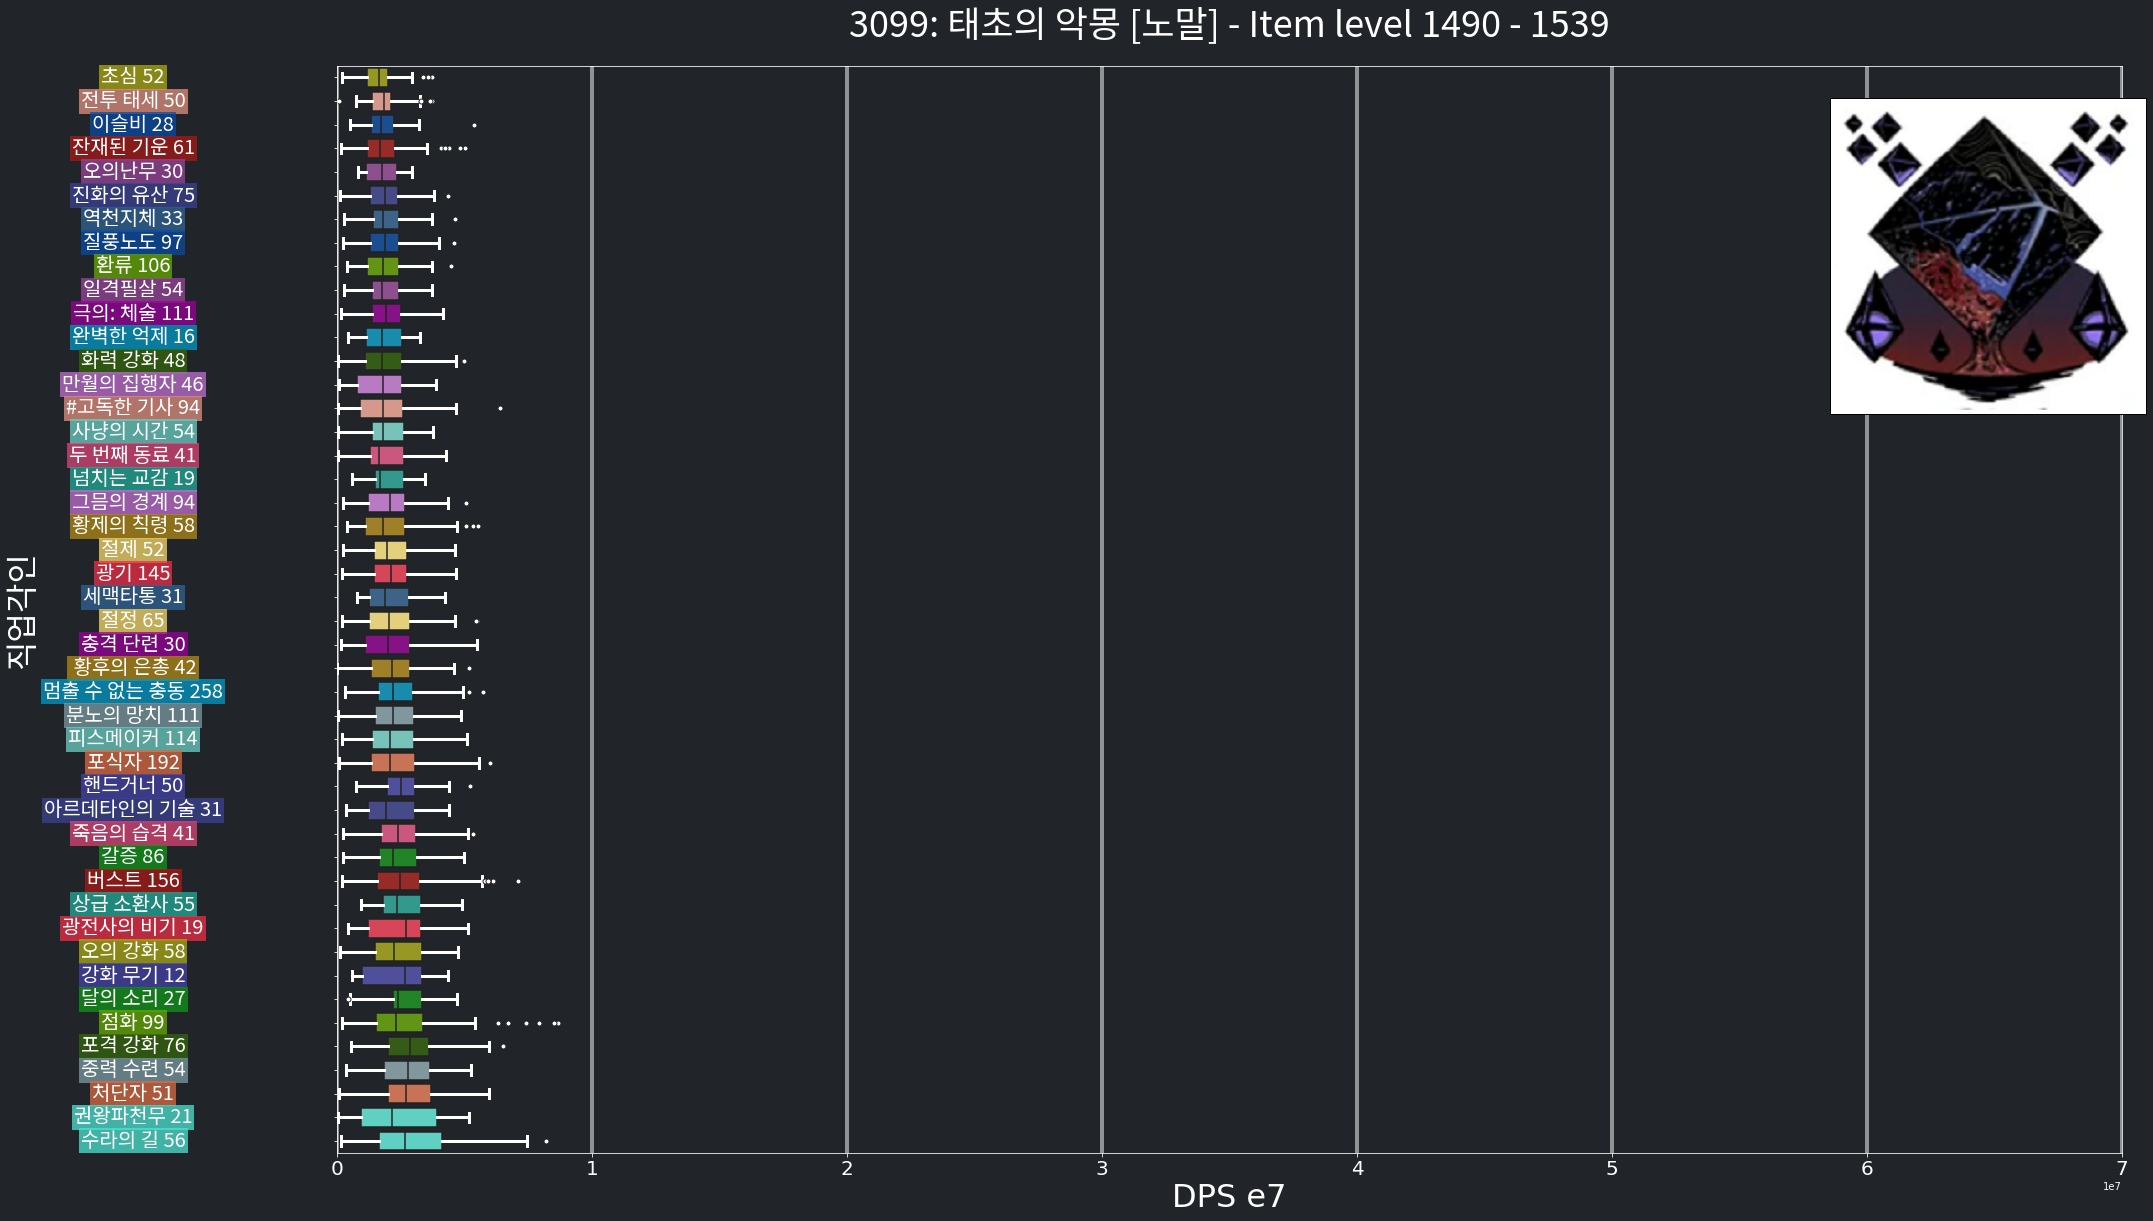 3099: 태초의 악몽 [노말] - Item level 1490 - 1539
초심 52
전투 태세 50
이슬비 28
잔재된 기운 61
오의난무 30
진화의 유산 75
역천지체 33
질풍노도 97
환류 106
일격필살 54
극의: 체술 111
완벽한 억제 16
화력 강화 48
만월의 집행자 46
#고독한 기사 94
사냥의 시간 54
두 번째 동료 41
넘치는 교감 19
그믐의 경계 94
황제의 칙령 58
절제 52
광기 145
세맥타통 31
절정 65
충격 단련 30
황후의 은총 42
멈출 수 없는 충동 258
분노의 망치 111
피스메이커 114
포식자 192
핸드거너 50
아르데타인의 기술 31
죽음의 습격 41
갈증 86
버스트 156
상급 소환사 55
광전사의 비기 19
오의 강화 58
강화 무기 12
달의 소리 27
점화 99
포격 강화 76
중력 수련 54
처단자 51
권왕파천무 21
수라의 길 56
직업각인
0 1 2 3 4 5 6 7
1e7
DPS e7